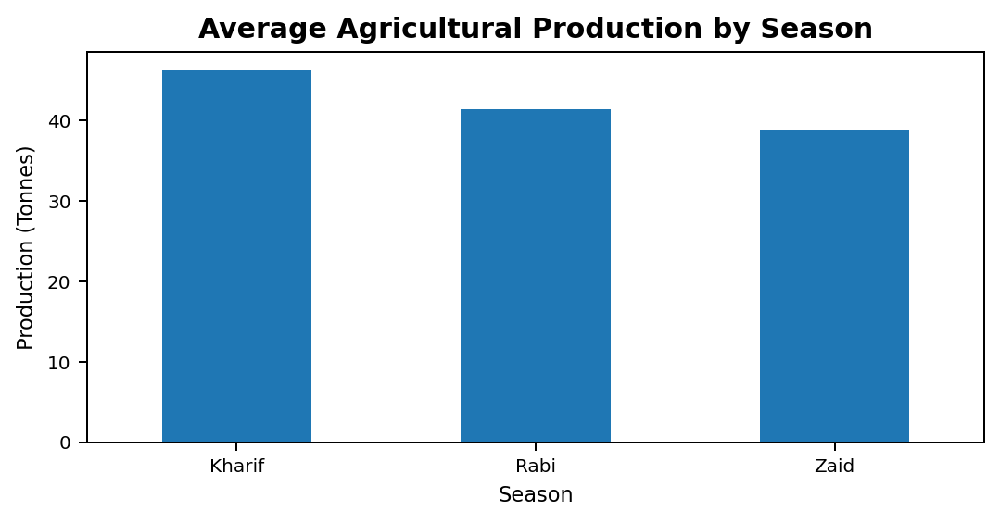 Average Agricultural Production by Season
Production (Tonnes)
40
30
20
10
0
Kharif
Rabi
Zaid
Season